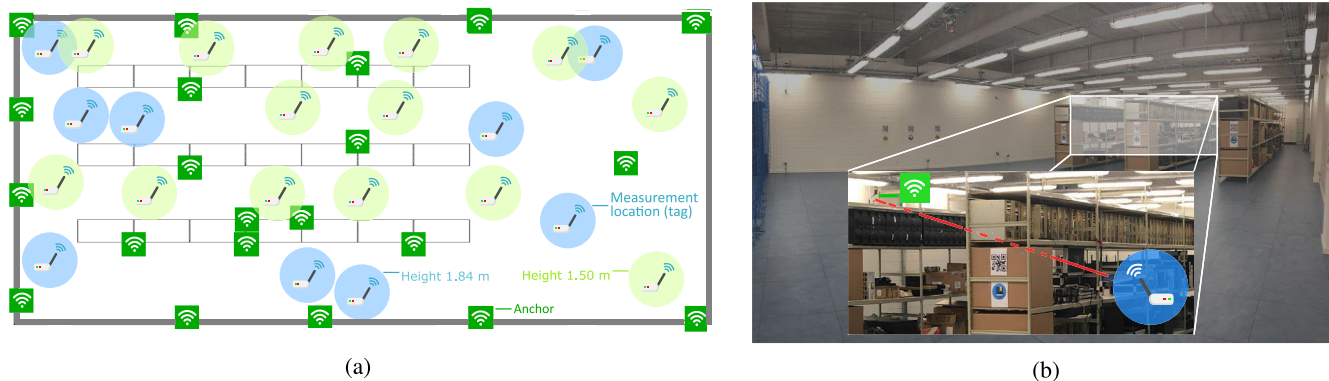 Measurement
location (tag)
Height 1.84 m
Height 1.50 m
Anchor
(a)
(b)